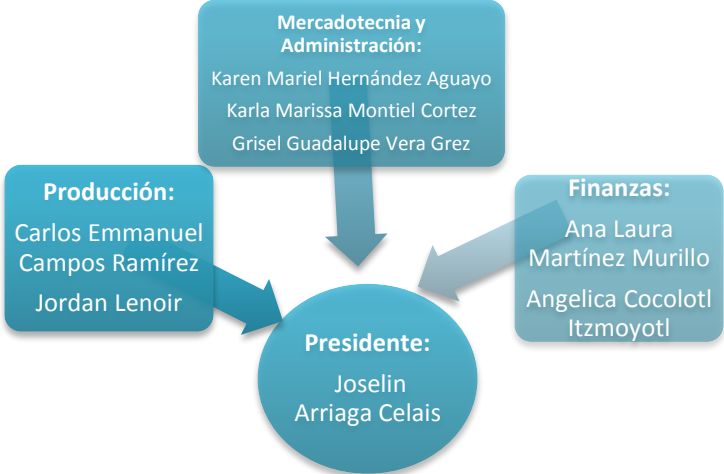 Mercadotecnia y
Administración:
Karen Mariel Hernández Aguayo
Karla Marissa Montiel Cortez
Grisel Guadalupe Vera Grez
Producción:
Carlos Emmanuel
Campos Ramírez
Jordan Lenoir
Finanzas:
Ana Laura
Martínez Murillo
Angelica Cocolotl
Itzmoyotl
Presidente:
Joselin
Arriaga Celais